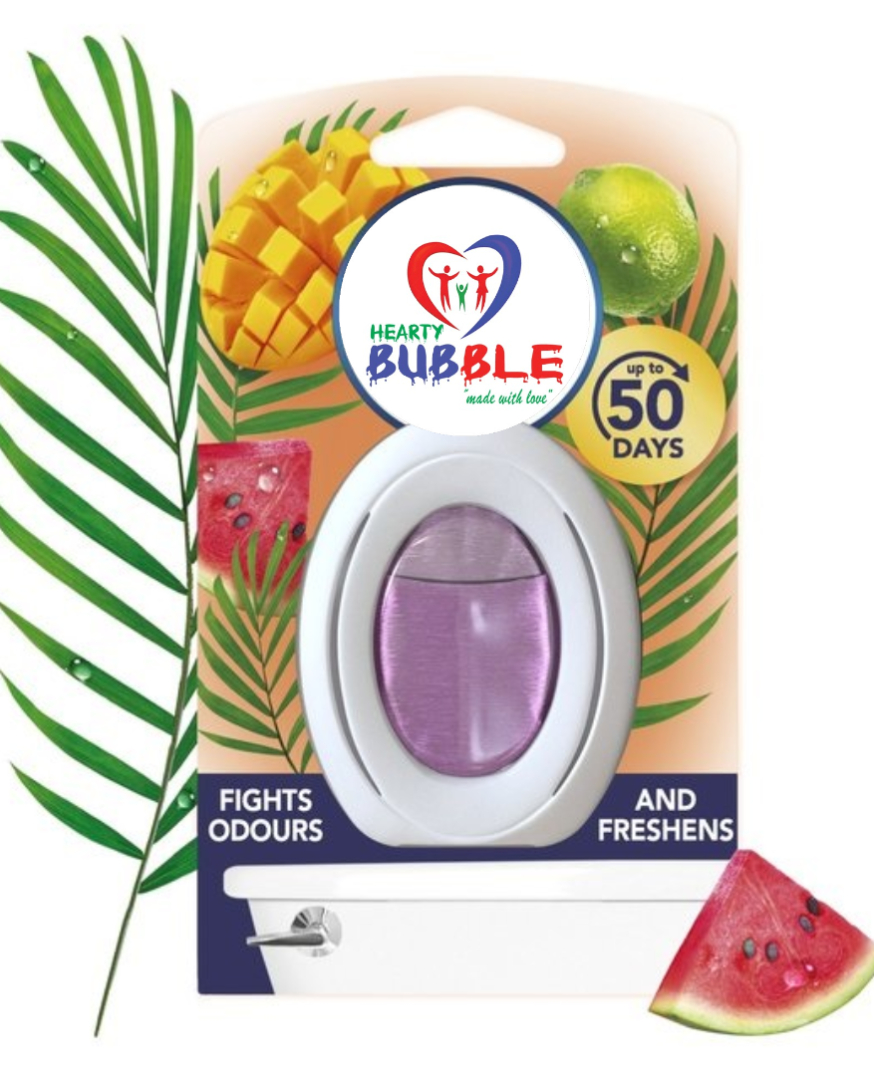 HEARTY
BUBBLE
"made with love"
up to
50
DAYS
FIGHTS
ODOURS
AND
FRESHENS